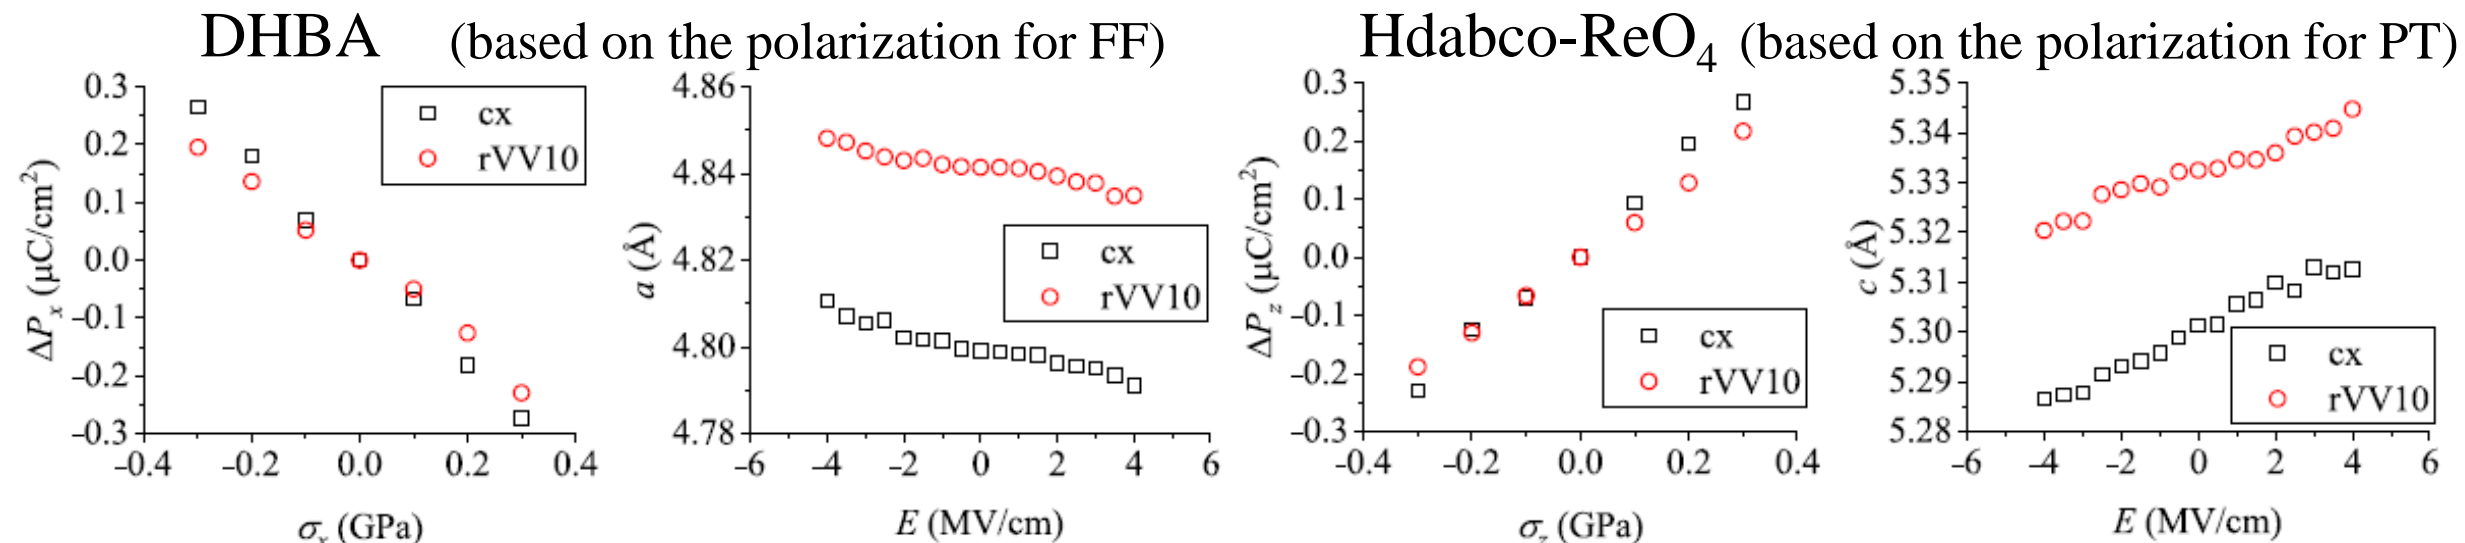 DHBA (based on the polarization for FF)
Hdabco-ReO4 (based on the polarization for PT)
0.3
0.2
0.1
0.0
−0.1
−0.2
−0.3
ΔPx (μC/cm2)
cx
rVV10
−0.4 −0.2 0.0 0.2 0.4
σx (GPa)
4.86
4.84
4.82
4.80
4.78
a (Å)
cx
rVV10
−6 −4 −2 0 2 4 6
E (MV/cm)
0.3
0.2
0.1
0.0
−0.1
−0.2
−0.3
ΔPz (μC/cm2)
cx
rVV10
−0.4 −0.2 0.0 0.2 0.4
σz (GPa)
5.35
5.34
5.33
5.32
5.31
5.30
5.29
5.28
c (Å)
cx
rVV10
−6 −4 −2 0 2 4 6
E (MV/cm)